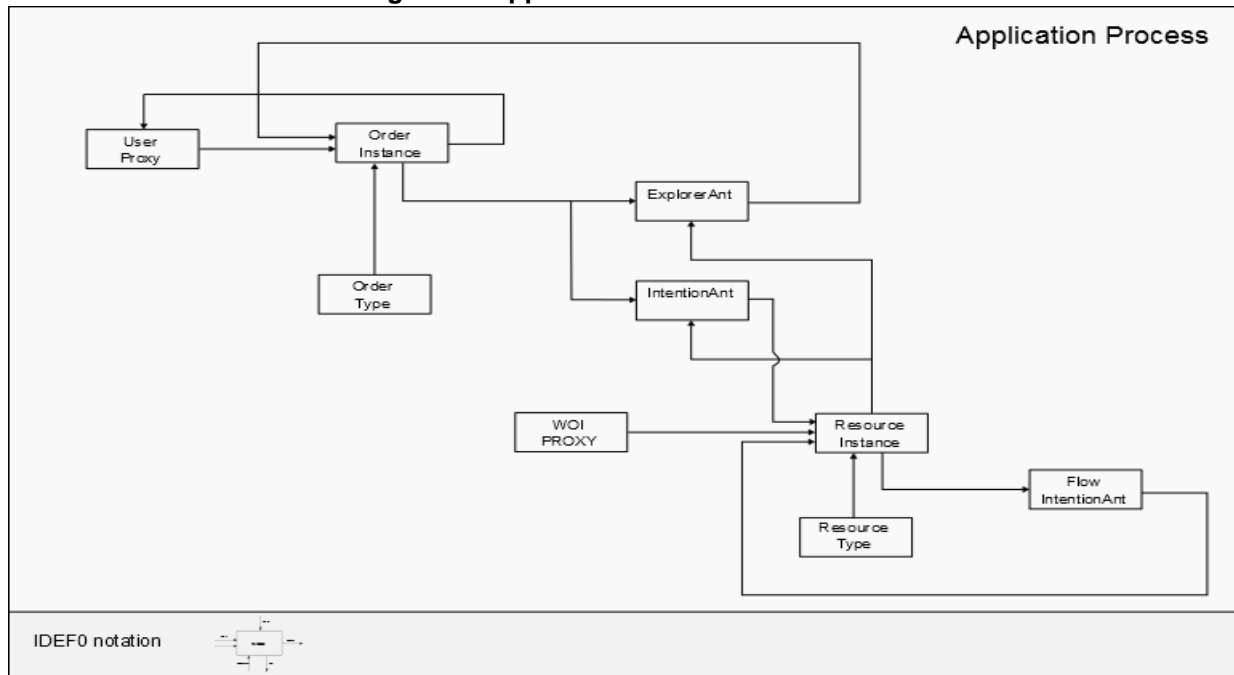 Application Process
User
Proxy
Order
Instance
ExplorerAnt
Order
Type
IntentionAnt
WOI
PROXY
Resource
Instance
Flow
IntentionAnt
Resource
Type
IDEF0 notation